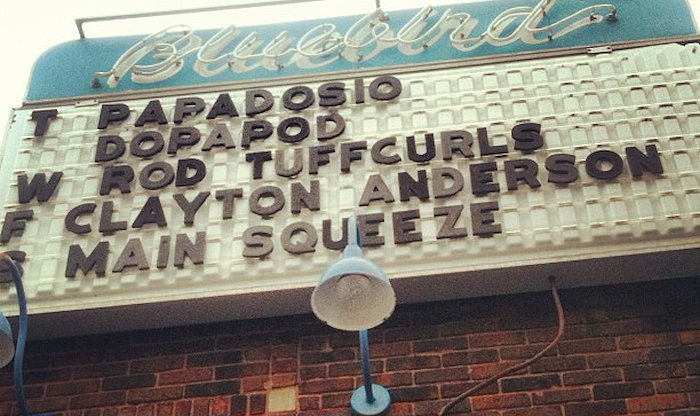 Bluebird
T PAPADOSIO
DOPAPOD
W ROD TUFFCURLS
F CLAYTON ANDERSON
S MAIN SQUEEZE